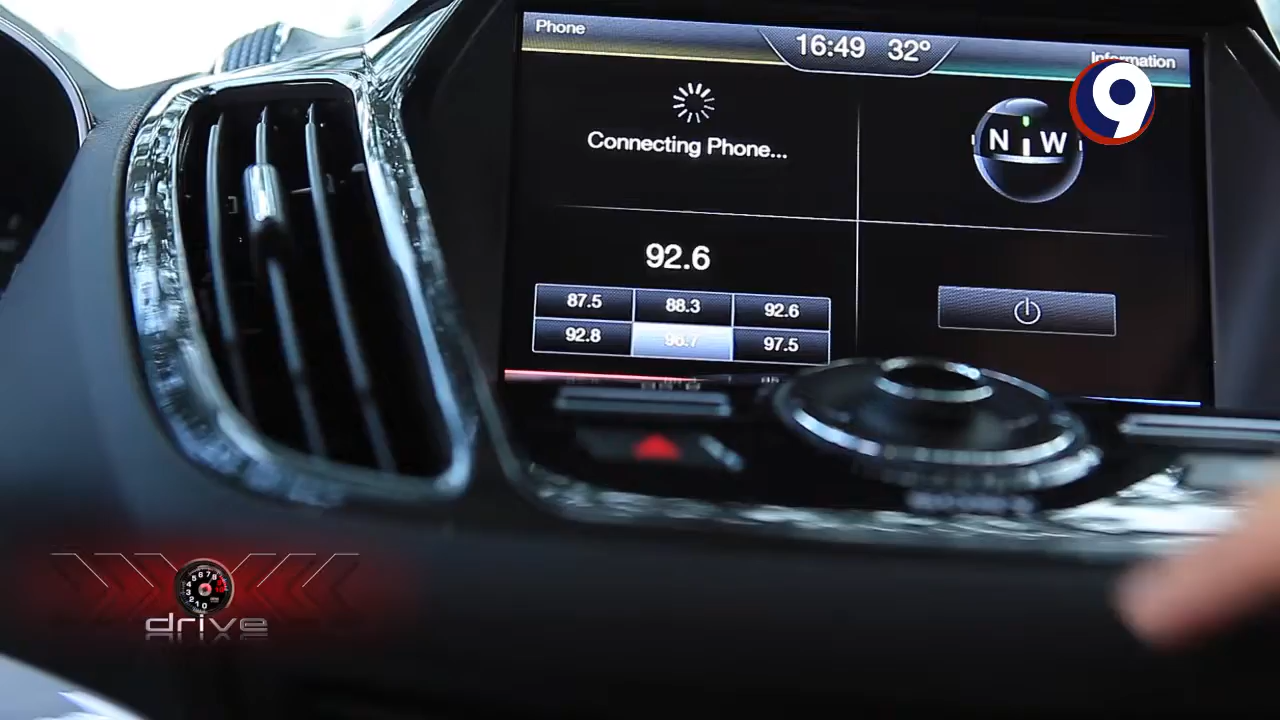 Phone
16:49 32°
Information
9
Connecting Phone...
N W
92.6
87.5 88.3 92.6
92.8 97.5
drive